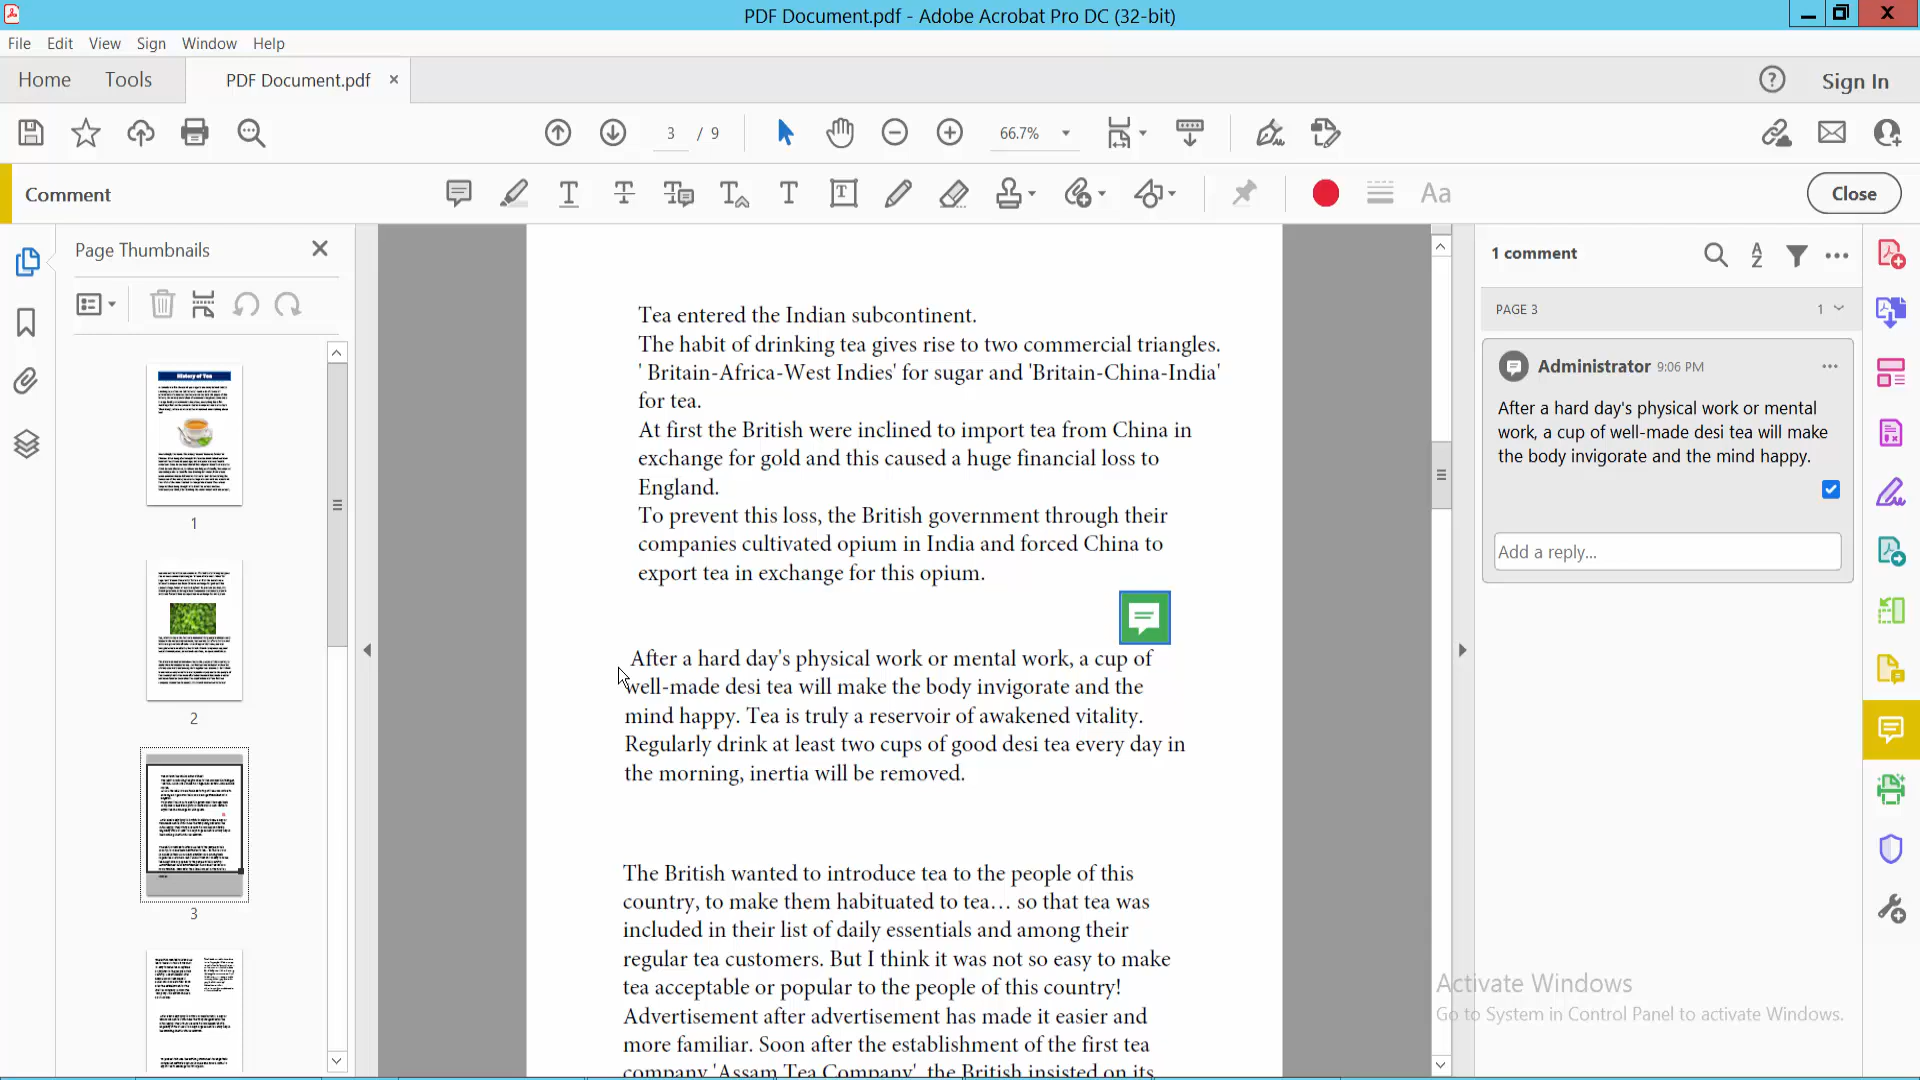 PDF Document.pdf - Adobe Acrobat Pro DC (32-bit)
File Edit View Sign Window Help
Home Tools PDF Document.pdf × Sign In
3 / 9 66.7%
Comment Close
Page Thumbnails
History of Tea
1
2
3
Tea entered the Indian subcontinent.
The habit of drinking tea gives rise to two commercial triangles.
' Britain-Africa-West Indies' for sugar and 'Britain-China-India'
for tea.
At first the British were inclined to import tea from China in
exchange for gold and this caused a huge financial loss to
England.
To prevent this loss, the British government through their
companies cultivated opium in India and forced China to
export tea in exchange for this opium.
After a hard day's physical work or mental work, a cup of
well-made desi tea will make the body invigorate and the
mind happy. Tea is truly a reservoir of awakened vitality.
Regularly drink at least two cups of good desi tea every day in
the morning, inertia will be removed.
The British wanted to introduce tea to the people of this
country, to make them habituated to tea… so that tea was
included in their list of daily essentials and among their
regular tea customers. But I think it was not so easy to make
tea acceptable or popular to the people of this country!
Advertisement after advertisement has made it easier and
more familiar. Soon after the establishment of the first tea
company 'Assam Tea Company', the British insisted on its
1 comment
PAGE 3 1
Administrator 9:06 PM
After a hard day's physical work or mental
work, a cup of well-made desi tea will make
the body invigorate and the mind happy.
Add a reply...
Activate Windows
Go to System in Control Panel to activate Windows.